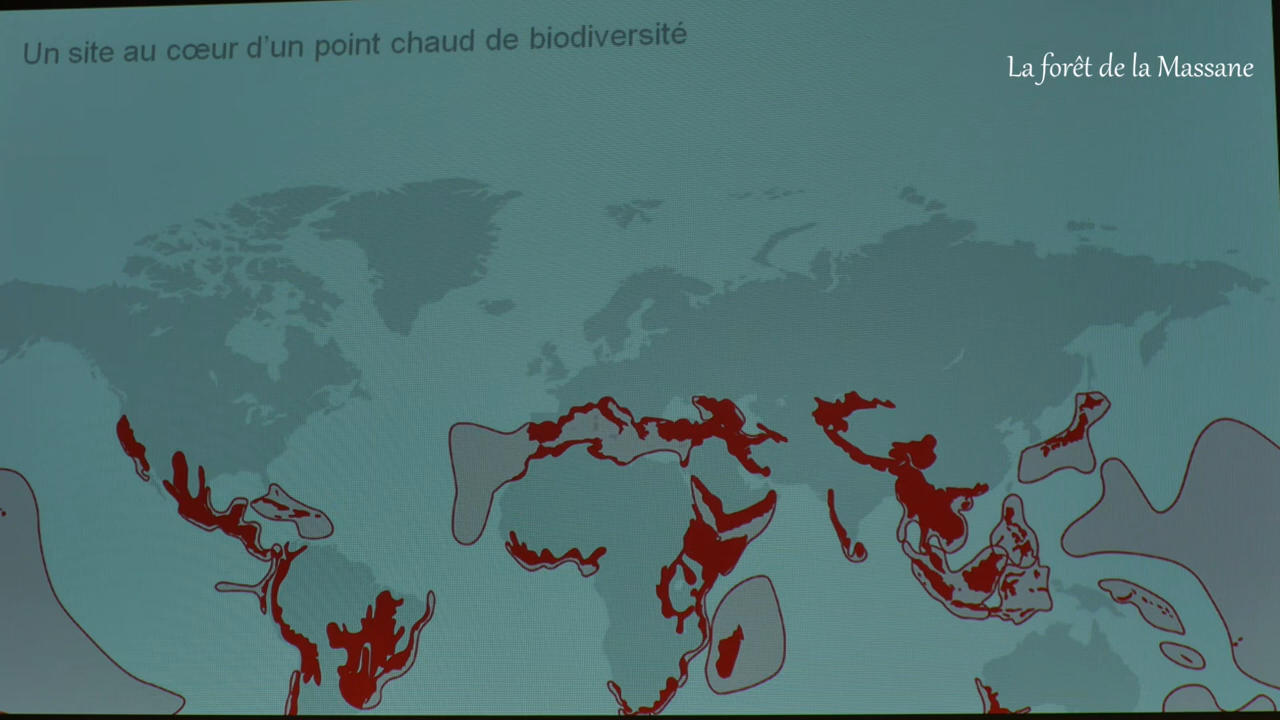 Un site au cœur d'un point chaud de biodiversité
La forêt de la Massane